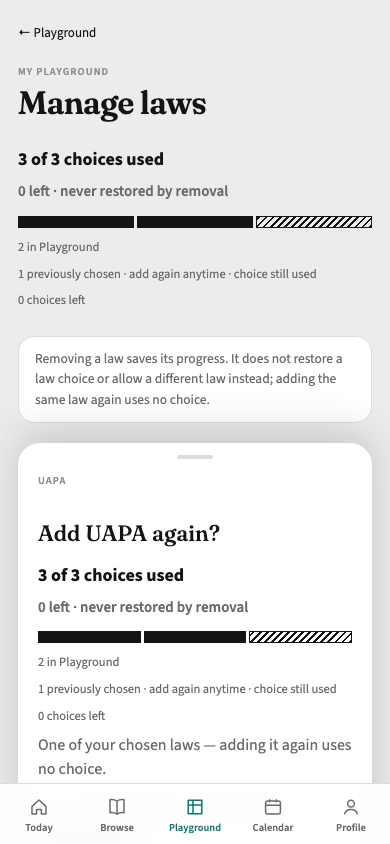 ← Playground
MY PLAYGROUND
Manage laws
3 of 3 choices used
0 left · never restored by removal
2 in Playground
1 previously chosen · add again anytime · choice still used
0 choices left
Removing a law saves its progress. It does not restore a
law choice or allow a different law instead; adding the
same law again uses no choice.
UAPA
Add UAPA again?
3 of 3 choices used
0 left · never restored by removal
2 in Playground
1 previously chosen · add again anytime · choice still used
0 choices left
One of your chosen laws — adding it again uses
no choice.
Today
Browse
Playground
Calendar
Profile